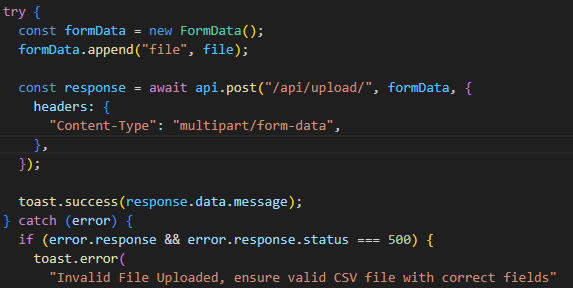 try {
const formData = new FormData();
formData.append("file", file);
const response = await api.post("/api/upload/", formData, {
headers: {
"Content-Type": "multipart/form-data",
},
});
toast.success(response.data.message);
} catch (error) {
if (error.response && error.response.status === 500) {
toast.error(
"Invalid File Uploaded, ensure valid CSV file with correct fields"